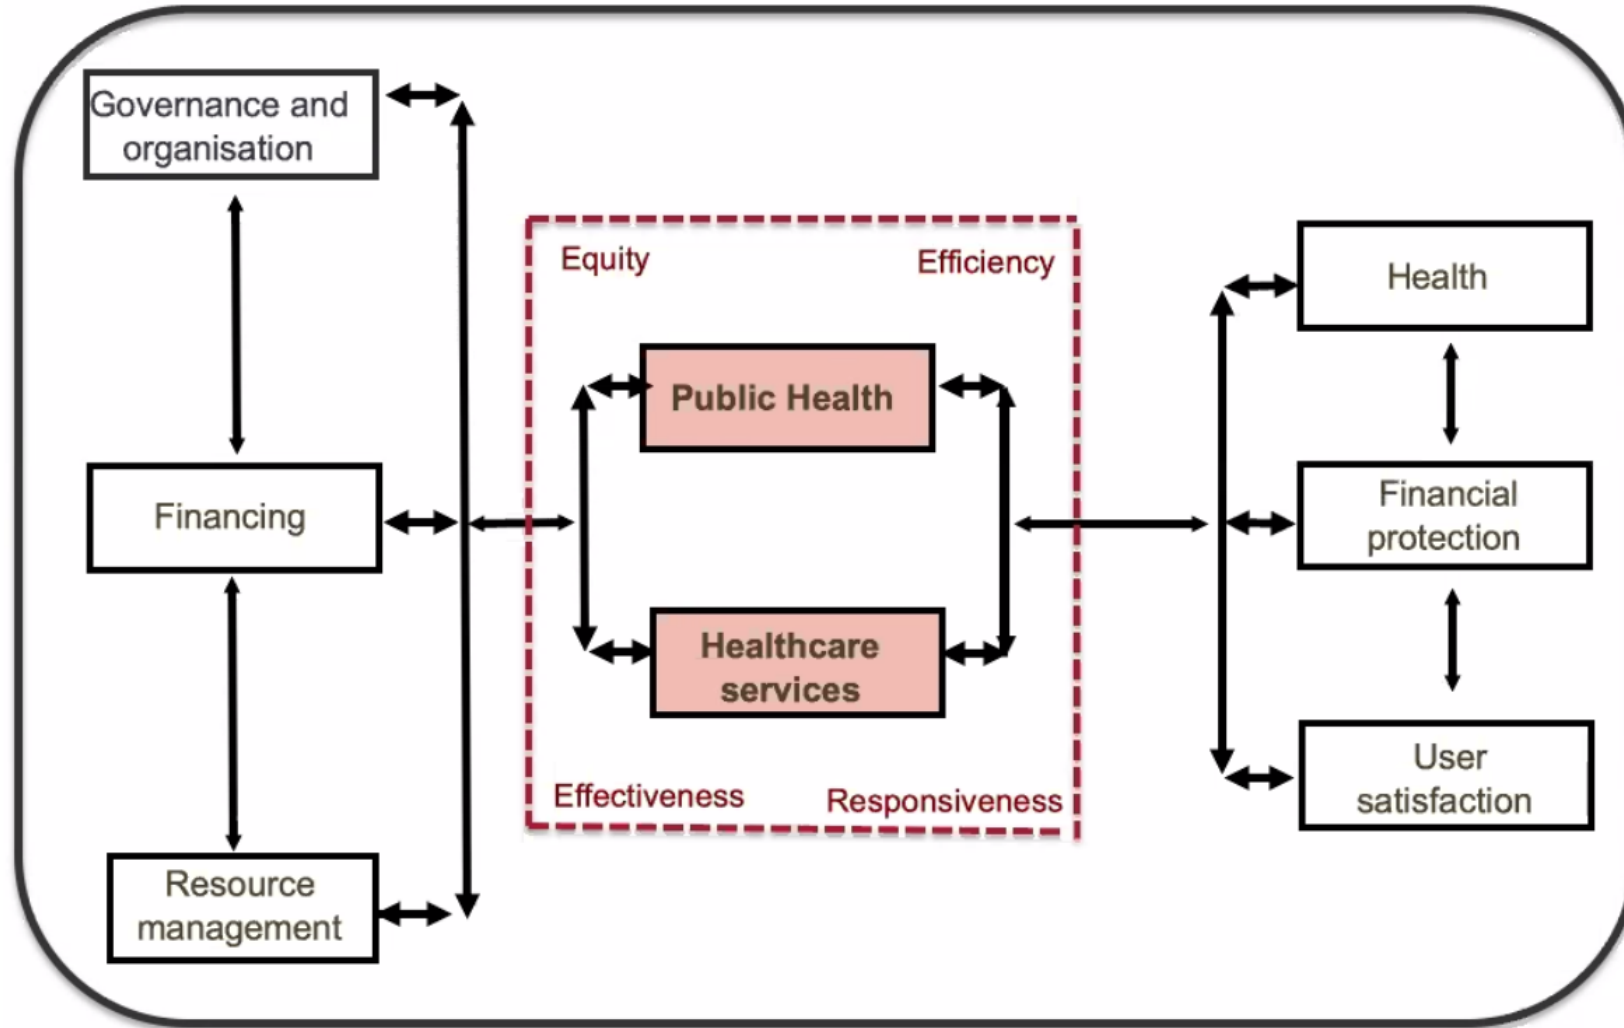 Governance and
organisation
Financing
Resource
management
Equity
Efficiency
Public Health
Healthcare
services
Effectiveness
Responsiveness
Health
Financial
protection
User
satisfaction